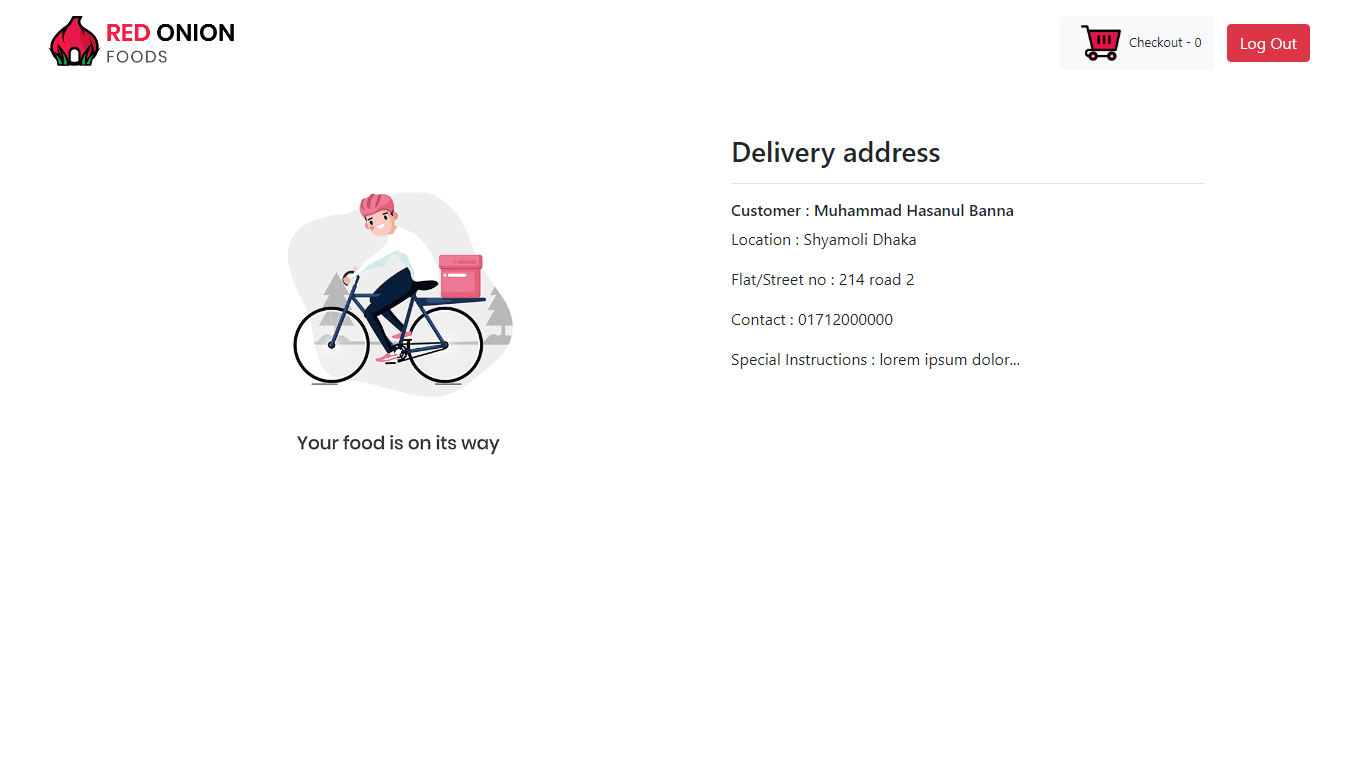 RED ONION
FOODS
Checkout - 0
Log Out
Delivery address
Customer : Muhammad Hasanul Banna
Location : Shyamoli Dhaka
Flat/Street no : 214 road 2
Contact : 01712000000
Special Instructions : lorem ipsum dolor...
Your food is on its way